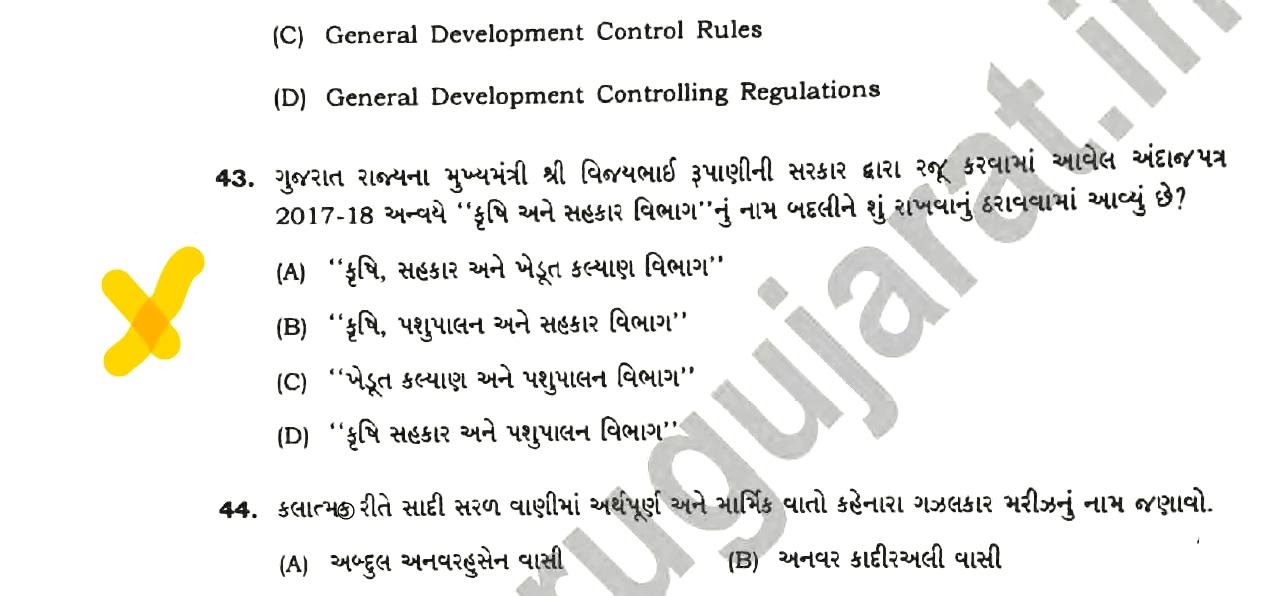 (C) General Development Control Rules
(D) General Development Controlling Regulations
43. ગુજરાત રાજ્યના મુખ્યમંત્રી શ્રી વિજયભાઈ રૂપાણીની સરકાર દ્વારા રજૂ કરવામાં આવેલ અંદાજપત્ર
2017-18 અન્વયે ''કૃષિ અને સહકાર વિભાગ''નું નામ બદલીને શું રાખવાનું ઠરાવવામાં આવ્યું છે?
(A) ''કૃષિ, સહકાર અને ખેડૂત કલ્યાણ વિભાગ''
(B) ''કૃષિ, પશુપાલન અને સહકાર વિભાગ''
(C) ''ખેડૂત કલ્યાણ અને પશુપાલન વિભાગ''
(D) ''કૃષિ સહકાર અને પશુપાલન વિભાગ''
44. કલાત્મક રીતે સાદી સરળ વાણીમાં અર્થપૂર્ણ અને માર્મિક વાતો કહેનારા ગઝલકાર મરીઝનું નામ જણાવો.
(A) અબ્દુલ અનવરહુસેન વાસી (B) અનવર કાદીરઅલી વાસી
rugujarat.in